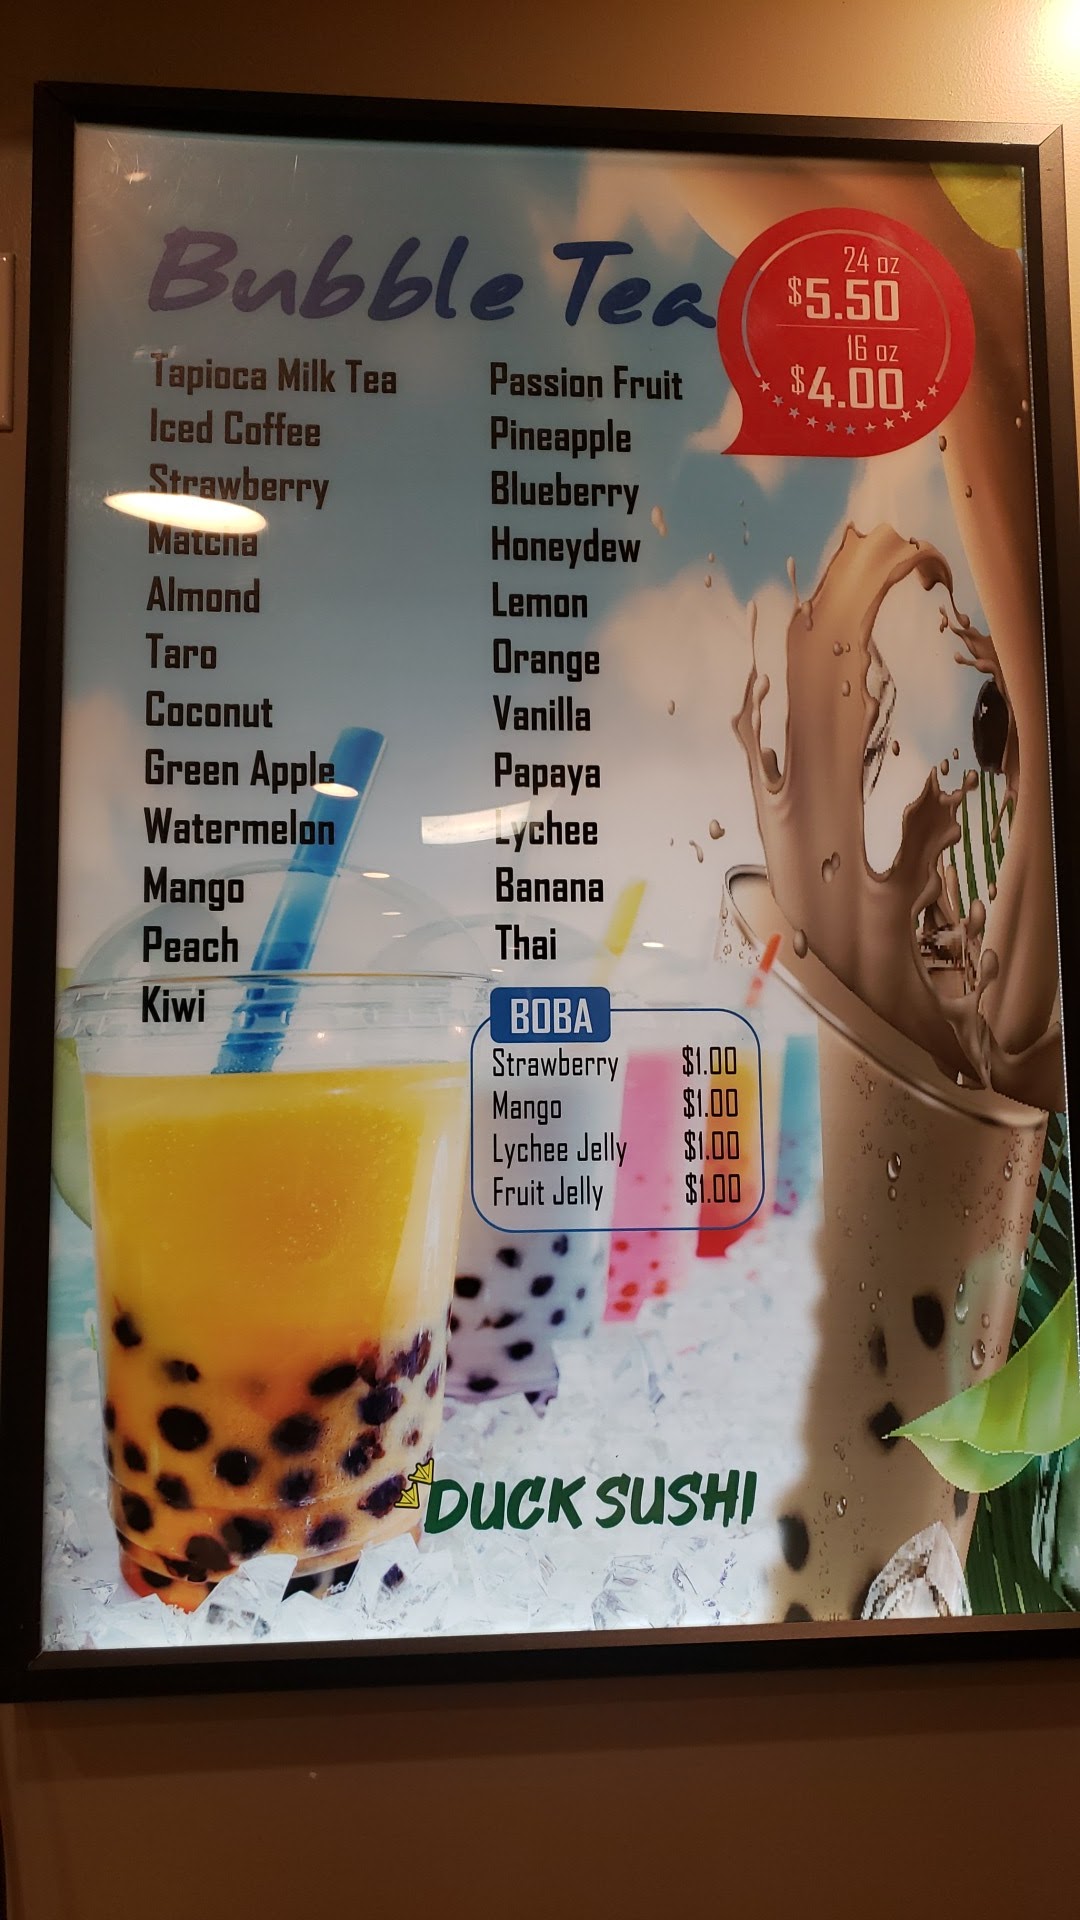 Bubble Tea
24 oz
$5.50
16 oz
$4.00
Tapioca Milk Tea
Iced Coffee
Strawberry
Matcha
Almond
Taro
Coconut
Green Apple
Watermelon
Mango
Peach
Kiwi
Passion Fruit
Pineapple
Blueberry
Honeydew
Lemon
Orange
Vanilla
Papaya
Lychee
Banana
Thai
BOBA
Strawberry $1.00
Mango $1.00
Lychee Jelly $1.00
Fruit Jelly $1.00
DUCK SUSHI